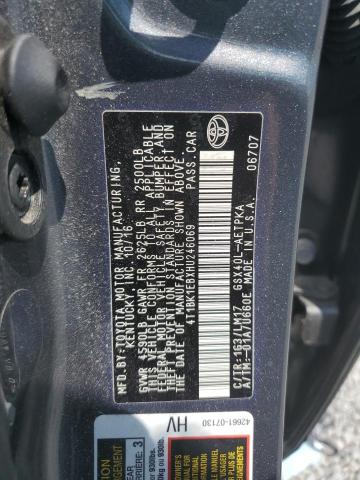 MFD. BY: TOYOTA MOTOR MANUFACTURING,
KENTUCKY, INC. 10/16
GVWR 4500LB GAWR FR 2625LB RR 2500LB
THIS VEHICLE CONFORMS TO ALL APPLICABLE
FEDERAL MOTOR VEHICLE SAFETY, BUMPER AND
THEFT PREVENTION STANDARDS IN EFFECT ON
THE DATE OF MANUFACTURE SHOWN ABOVE.
4T1BK1EBXHU246069 PASS.CAR
06707
C/TR:1G3/LM17 GSX40L-AETPKA
A/TM:-01A/U660E MADE IN U.S.A.
42661-07130
HV